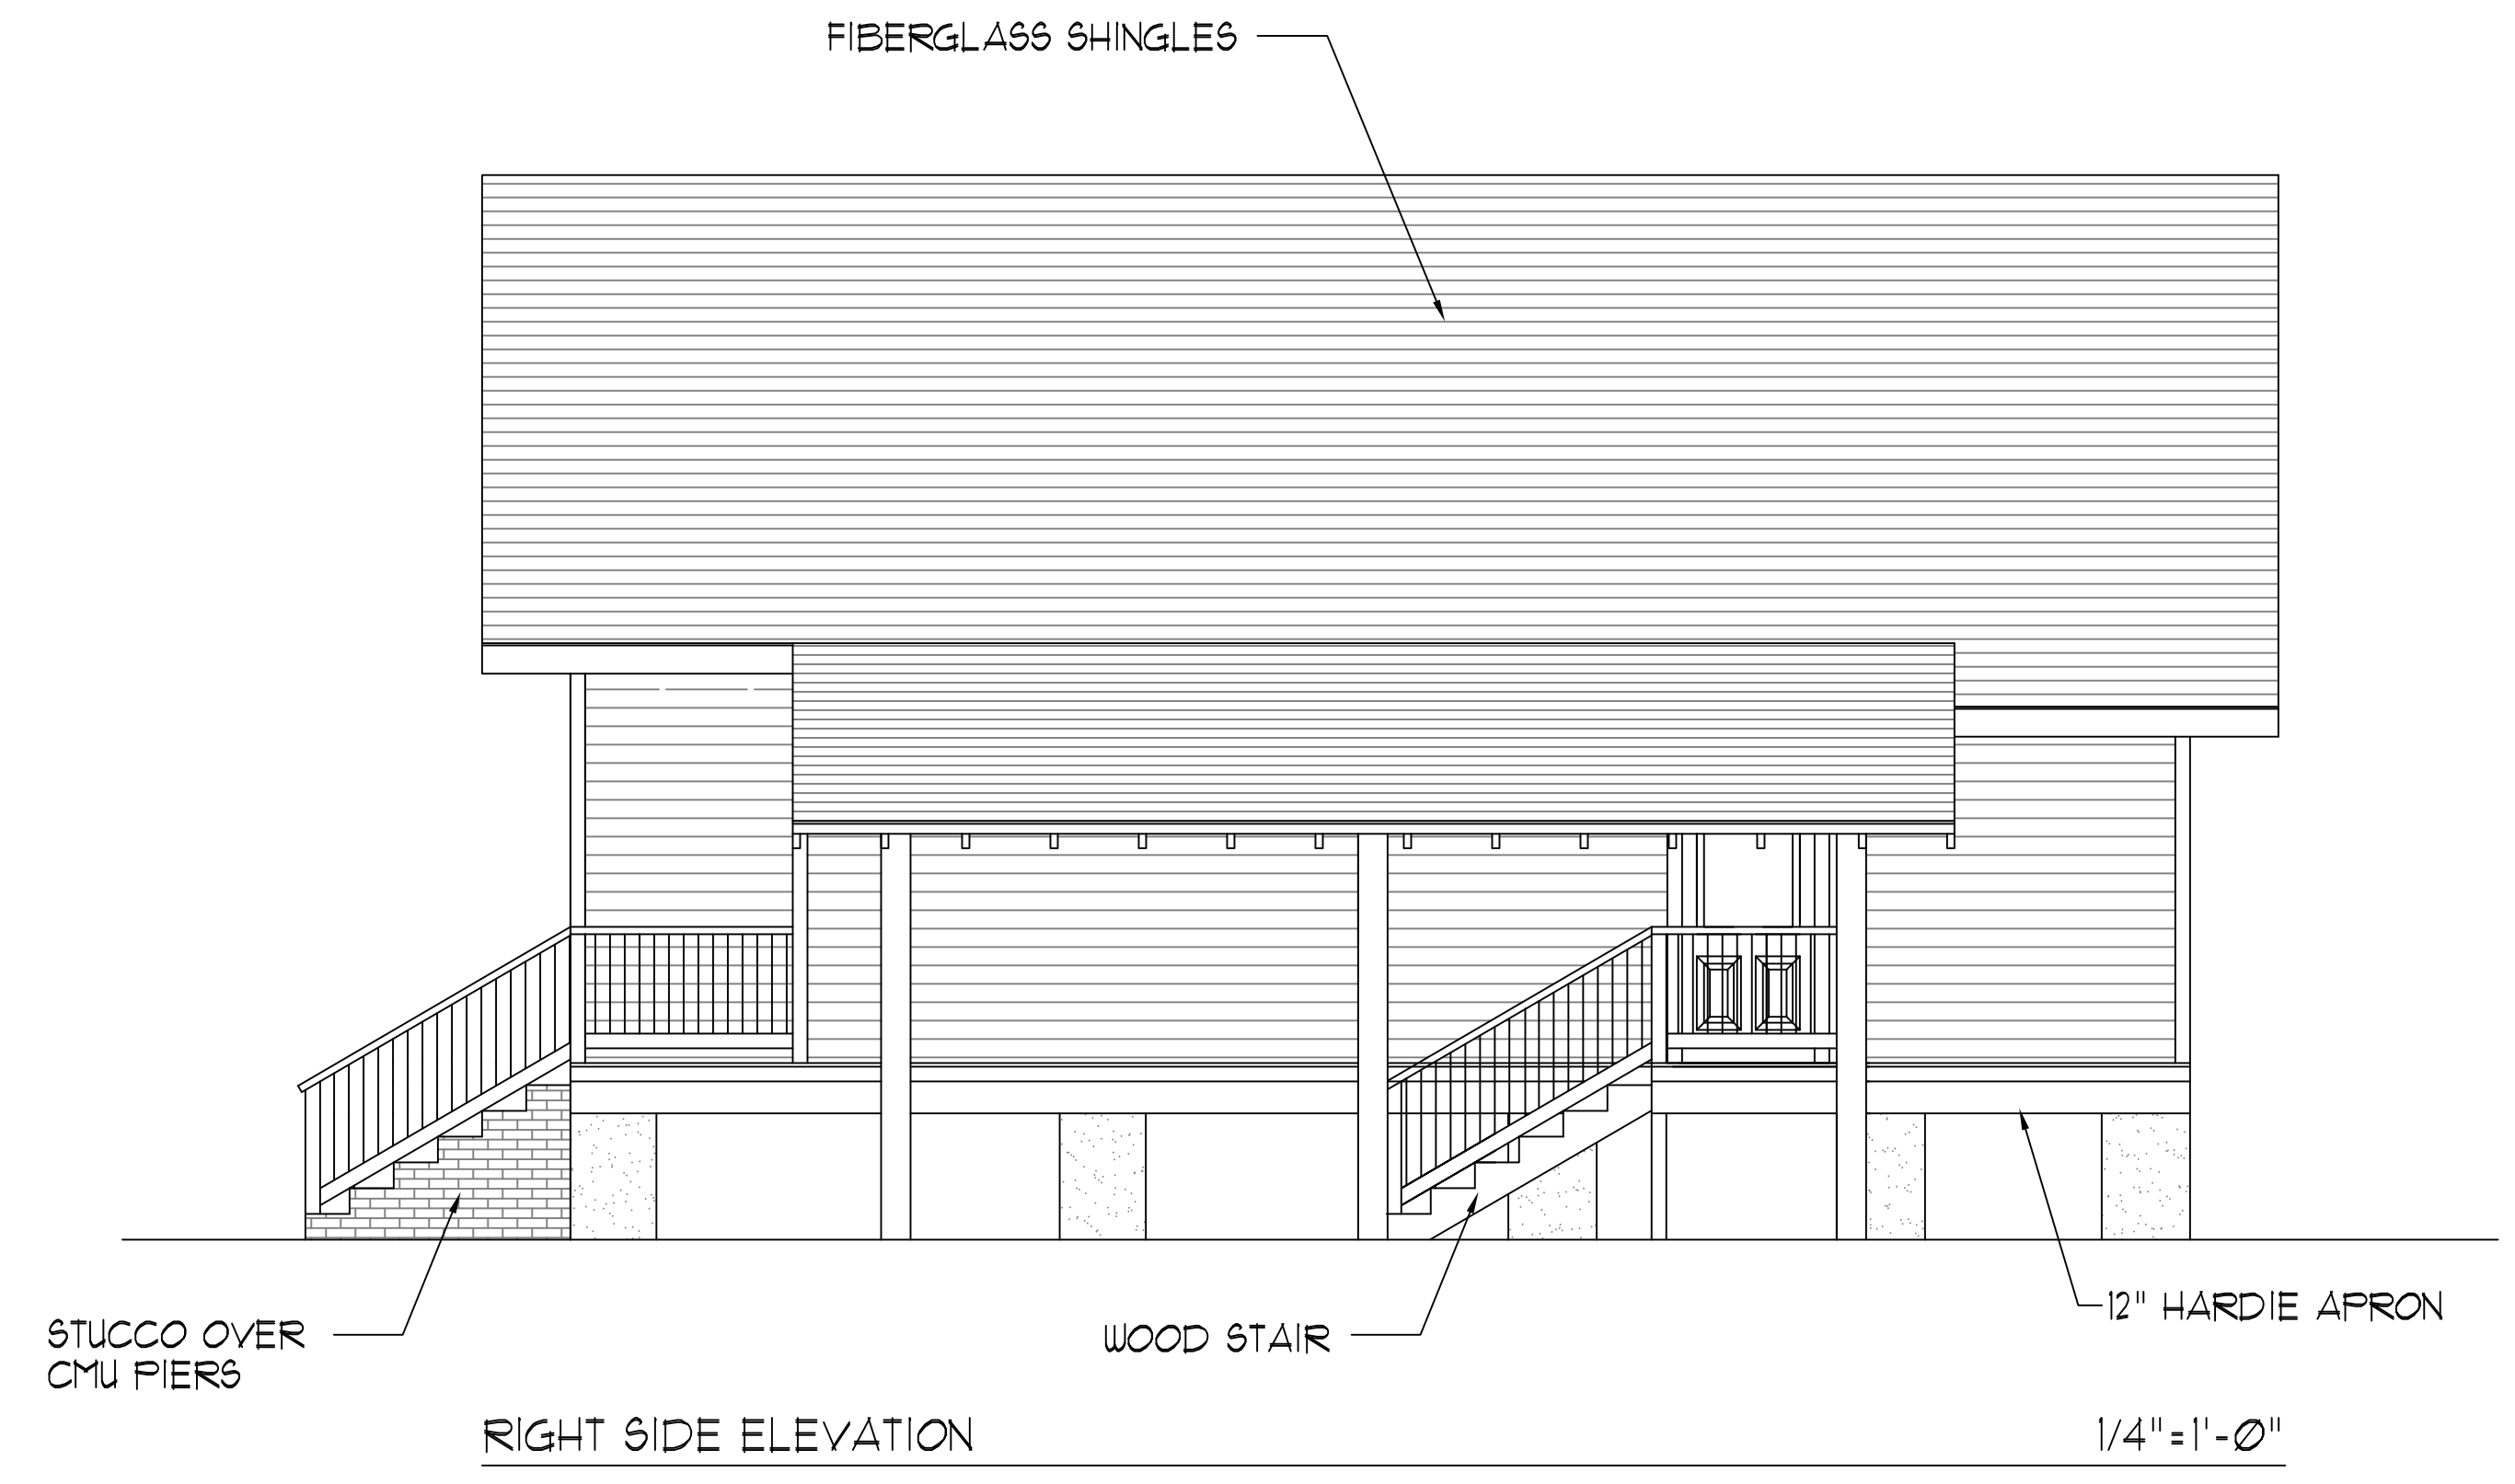 FIBERGLASS SHINGLES
STUCCO OVER
CMU PIERS
WOOD STAIR
12" HARDIE APRON
RIGHT SIDE ELEVATION
1/4"=1'-0"